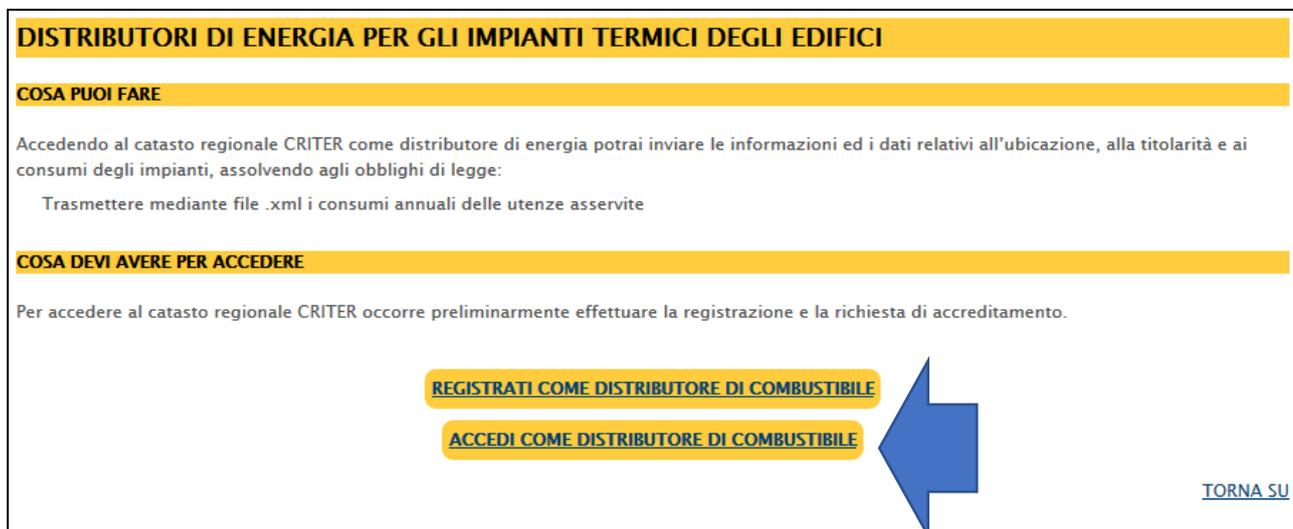 DISTRIBUTORI DI ENERGIA PER GLI IMPIANTI TERMICI DEGLI EDIFICI
COSA PUOI FARE
Accedendo al catasto regionale CRITER come distributore di energia potrai inviare le informazioni ed i dati relativi all'ubicazione, alla titolarità e ai
consumi degli impianti, assolvendo agli obblighi di legge:
Trasmettere mediante file .xml i consumi annuali delle utenze asservite
COSA DEVI AVERE PER ACCEDERE
Per accedere al catasto regionale CRITER occorre preliminarmente effettuare la registrazione e la richiesta di accreditamento.
REGISTRATI COME DISTRIBUTORE DI COMBUSTIBILE
ACCEDI COME DISTRIBUTORE DI COMBUSTIBILE
TORNA SU